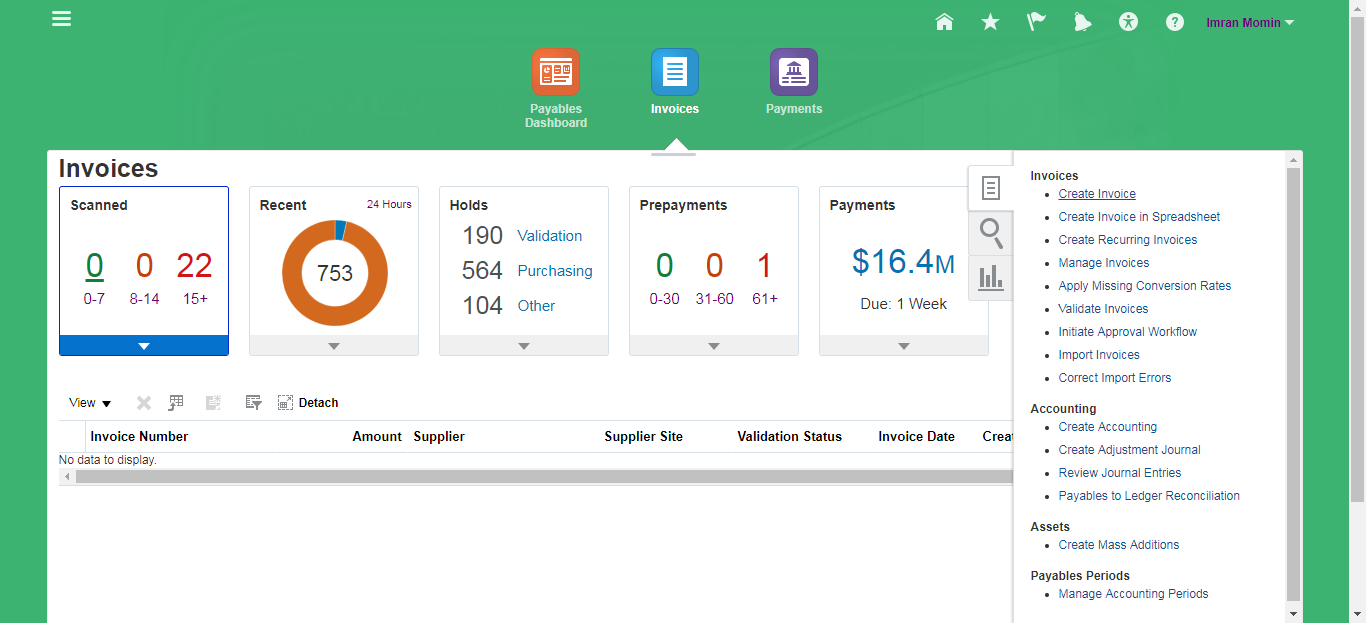 Imran Momin
Payables
Dashboard
Invoices
Payments
Invoices
Scanned
0 0 22
0-7 8-14 15+
Recent 24 Hours
753
Holds
190 Validation
564 Purchasing
104 Other
Prepayments
0 0 1
0-30 31-60 61+
Payments
$16.4M
Due: 1 Week
View Detach
Invoice Number Amount Supplier Supplier Site Validation Status Invoice Date Creat
No data to display.
Invoices
Create Invoice
Create Invoice in Spreadsheet
Create Recurring Invoices
Manage Invoices
Apply Missing Conversion Rates
Validate Invoices
Initiate Approval Workflow
Import Invoices
Correct Import Errors
Accounting
Create Accounting
Create Adjustment Journal
Review Journal Entries
Payables to Ledger Reconciliation
Assets
Create Mass Additions
Payables Periods
Manage Accounting Periods